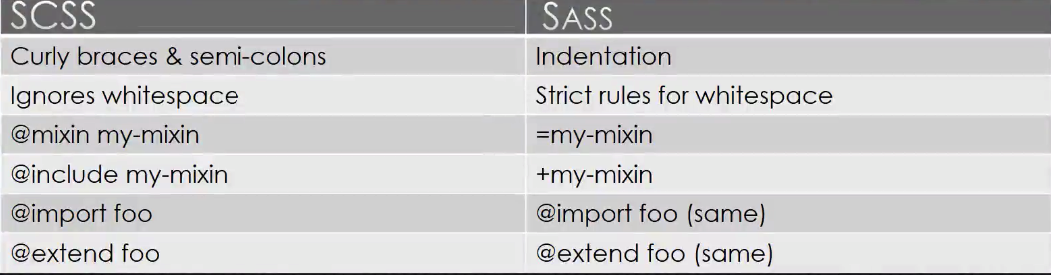 SCSS SASS
Curly braces & semi-colons Indentation
Ignores whitespace Strict rules for whitespace
@mixin my-mixin =my-mixin
@include my-mixin +my-mixin
@import foo @import foo (same)
@extend foo @extend foo (same)